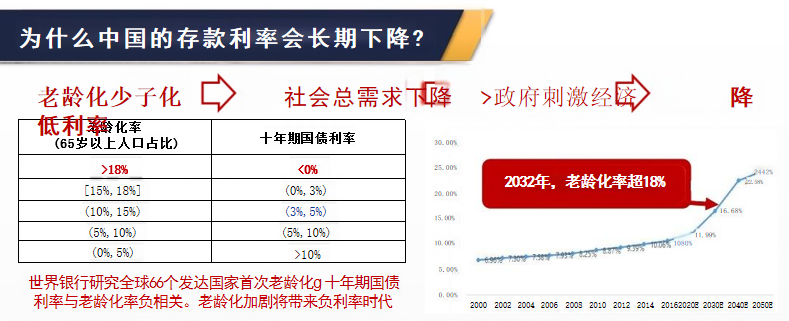 为什么中国的存款利率会长期下降?
老龄化少子化 社会总需求下降 >政府刺激经济 降
低利率
老龄化率 十年期国债利率
(65岁以上人口占比)
>18% <0%
[15%,18%] (0%,3%)
(10%,15%) (3%,5%)
(5%,10%) (5%,10%)
(0%,5%) >10%
世界银行研究全球66个发达国家首次老龄化g十年期国债
利率与老龄化率负相关。老龄化加剧将带来负利率时代
30.00%
25.00%
20.00%
15.00%
10.00%
5.00%
0.00%
2032年，老龄化率超18%
6.96% 7.30% 7.58% 7.93% 8.25% 8.87% 9.39% 10.06% 1080% 11.99% 16.68% 22.58% 2442%
2000 2002 2004 2006 2008 2010 2012 2014 2016 2020E 2030E 2040E 2050E